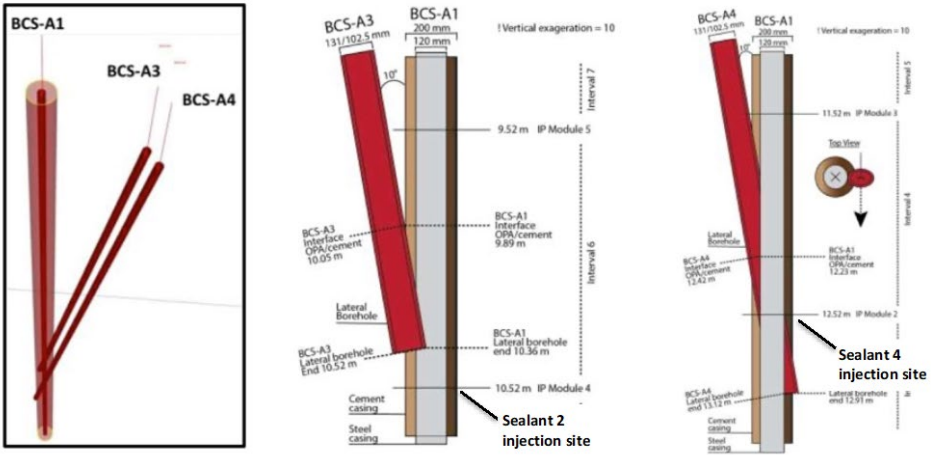 BCS-A1
BCS-A3
BCS-A4
BCS-A3
131/102.5 mm
BCS-A1
200 mm
120 mm
! Vertical exageration = 10
10°
Interval 7
9.52 m IP Module 5
BCS-A3
Interface
OPA/cement
10.05 m
BCS-A1
Interface
OPA/cement
9.89 m
Interval 6
Lateral
Borehole
BCS-A3
Lateral borehole
End 10.52 m
BCS-A1
Lateral borehole
end 10.36 m
10.52 m IP Module 4
Cement
casing
Steel
casing
Sealant 2
injection site
BCS-A4
131/102.5 mm
BCS-A1
200 mm
120 mm
! Vertical exageration = 10
10°
Interval 5
11.52 m IP Module 3
Top View
Interval 4
Lateral
Borehole
BCS-A4
Interface
OPA/cement
12.42 m
BCS-A1
Interface
OPA/cement
12.23 m
12.52 m IP Module 2
Sealant 4
injection site
BCS-A4
Lateral borehole
end 13.12 m
Lateral borehole
end 12.91 m
Cement
casing
Steel
casing